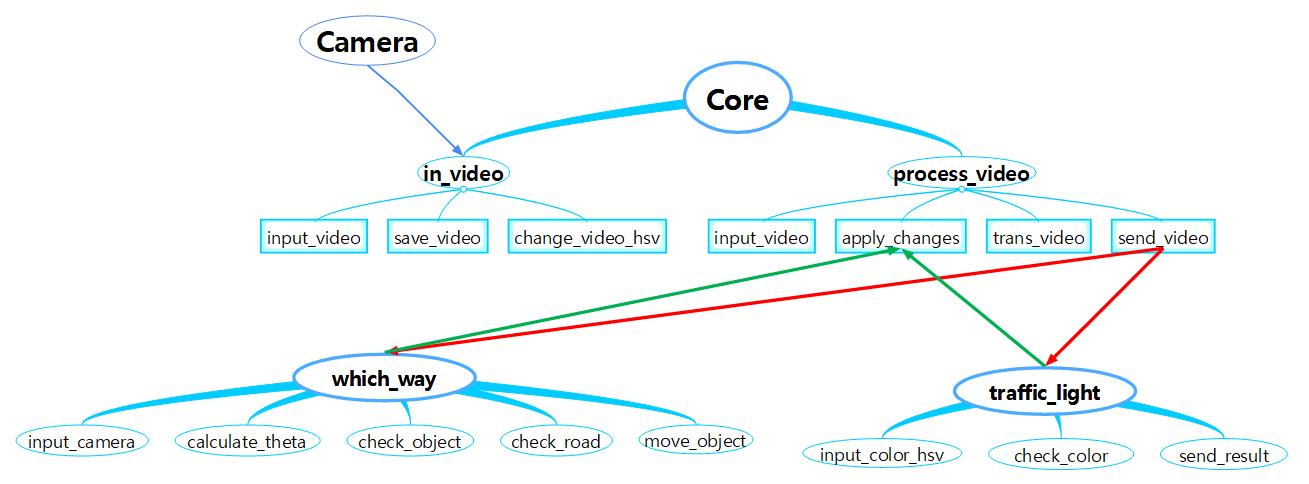 Camera
Core
in_video
process_video
input_video
save_video
change_video_hsv
input_video
apply_changes
trans_video
send_video
which_way
traffic_light
input_camera
calculate_theta
check_object
check_road
move_object
input_color_hsv
check_color
send_result